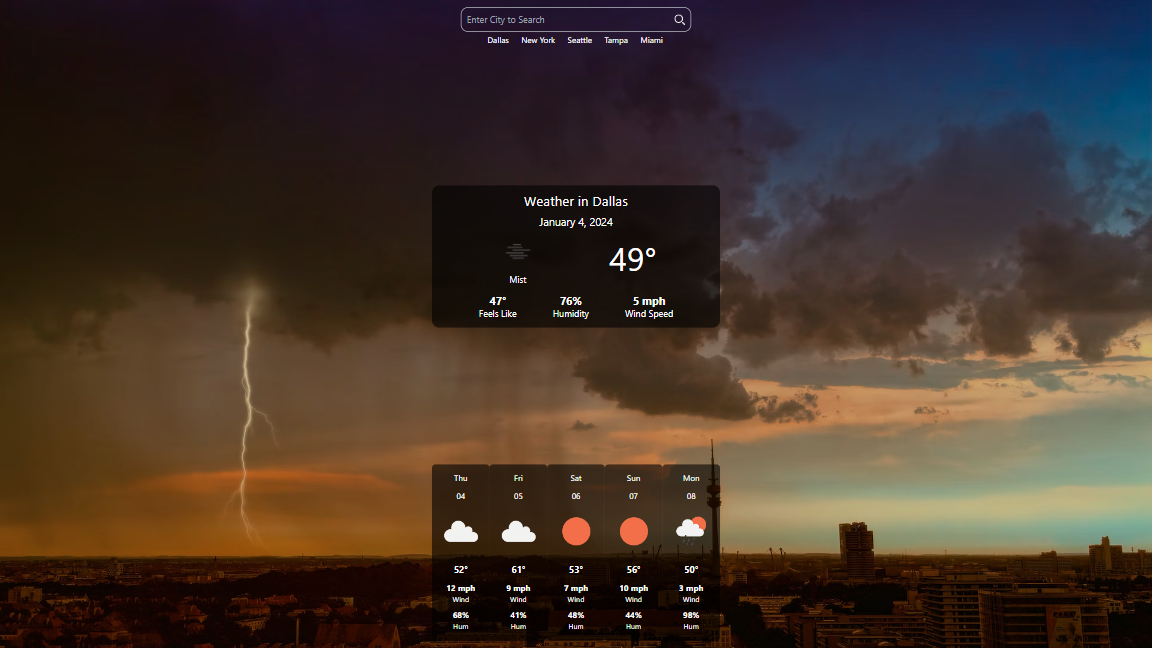 Enter City to Search
Dallas New York Seattle Tampa Miami
Weather in Dallas
January 4, 2024
49°
Mist
47° 76% 5 mph
Feels Like Humidity Wind Speed
Thu Fri Sat Sun Mon
04 05 06 07 08
52° 61° 53° 56° 50°
12 mph 9 mph 7 mph 10 mph 3 mph
Wind Wind Wind Wind Wind
68% 41% 48% 44% 98%
Hum Hum Hum Hum Hum